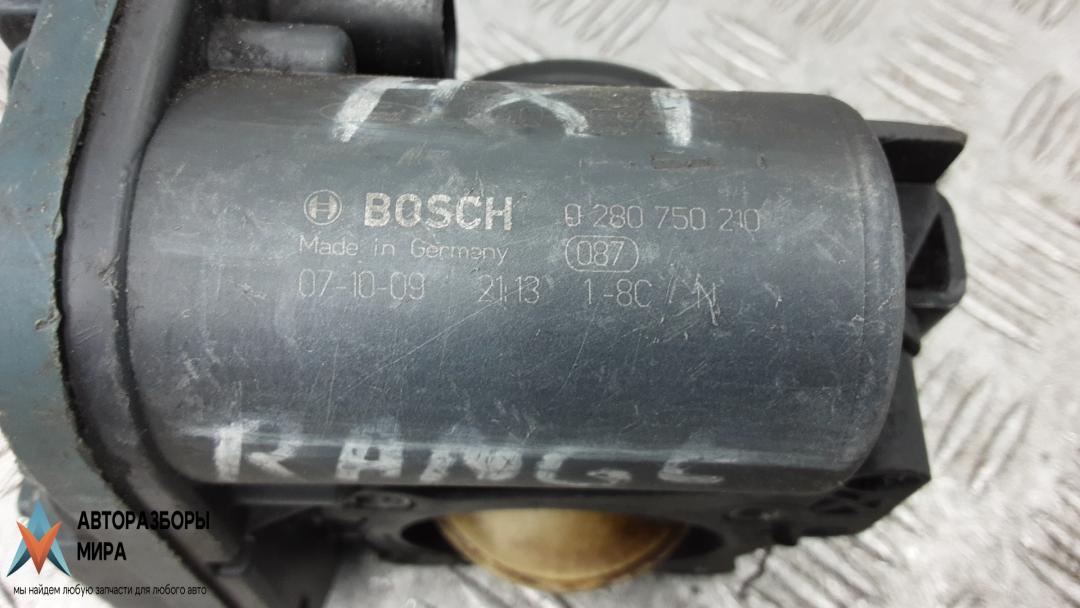 BOSCH 0 280 750 210
Made in Germany 087
07-10-09 21:13 1-8C / N
RANGE
АВТОРАЗБОРЫ
МИРА
мы найдем любую запчасти для любого авто